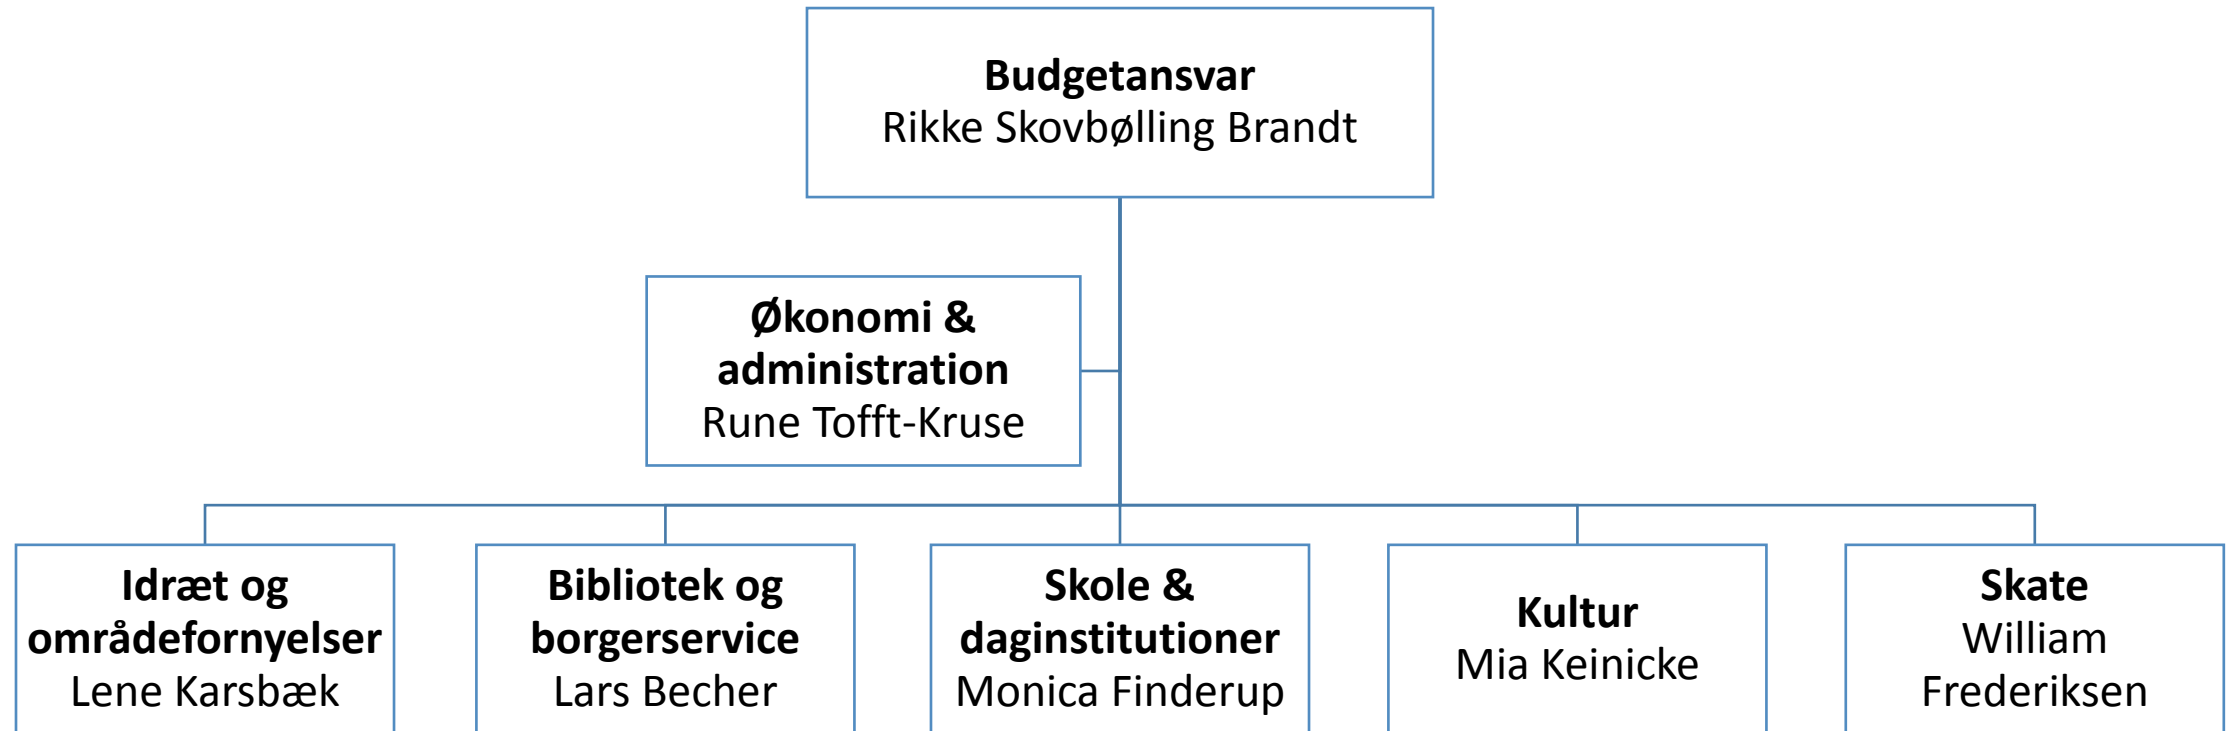 Budgetansvar
Rikke Skovbølling Brandt
Økonomi &
administration
Rune Tofft-Kruse
Idræt og
områdefornyelser
Lene Karsbæk
Bibliotek og
borgerservice
Lars Becher
Skole &
daginstitutioner
Monica Finderup
Kultur
Mia Keinicke
Skate
William
Frederiksen